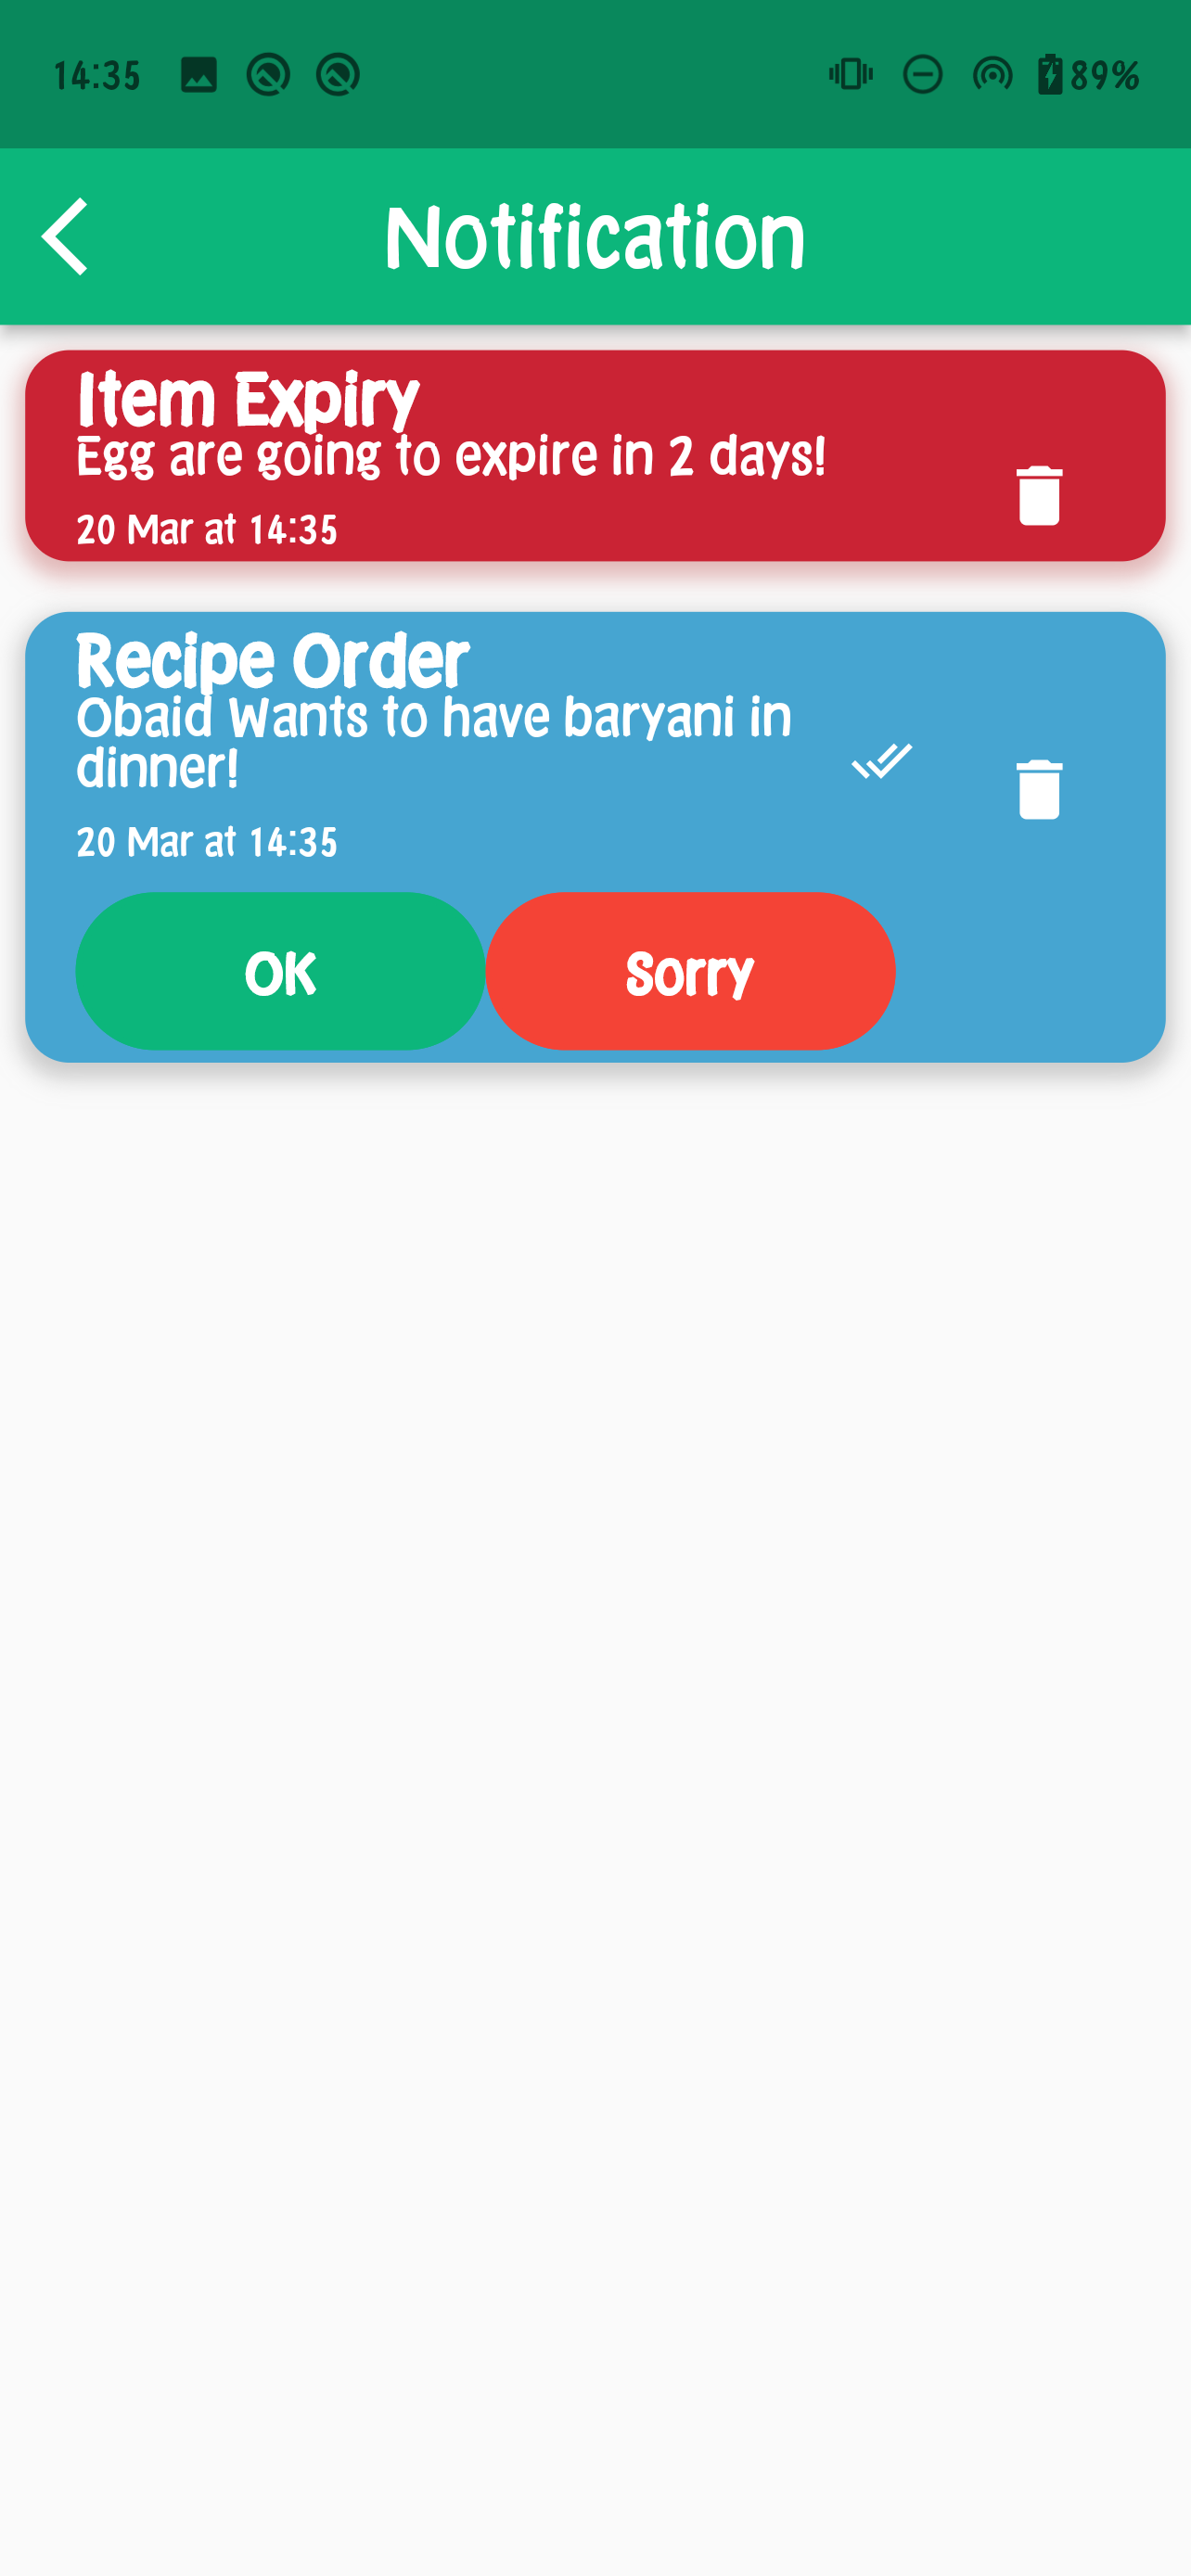 14:35 89%
Notification
Item Expiry
Egg are going to expire in 2 days!
20 Mar at 14:35
Recipe Order
Obaid Wants to have baryani in
dinner!
20 Mar at 14:35
OK Sorry